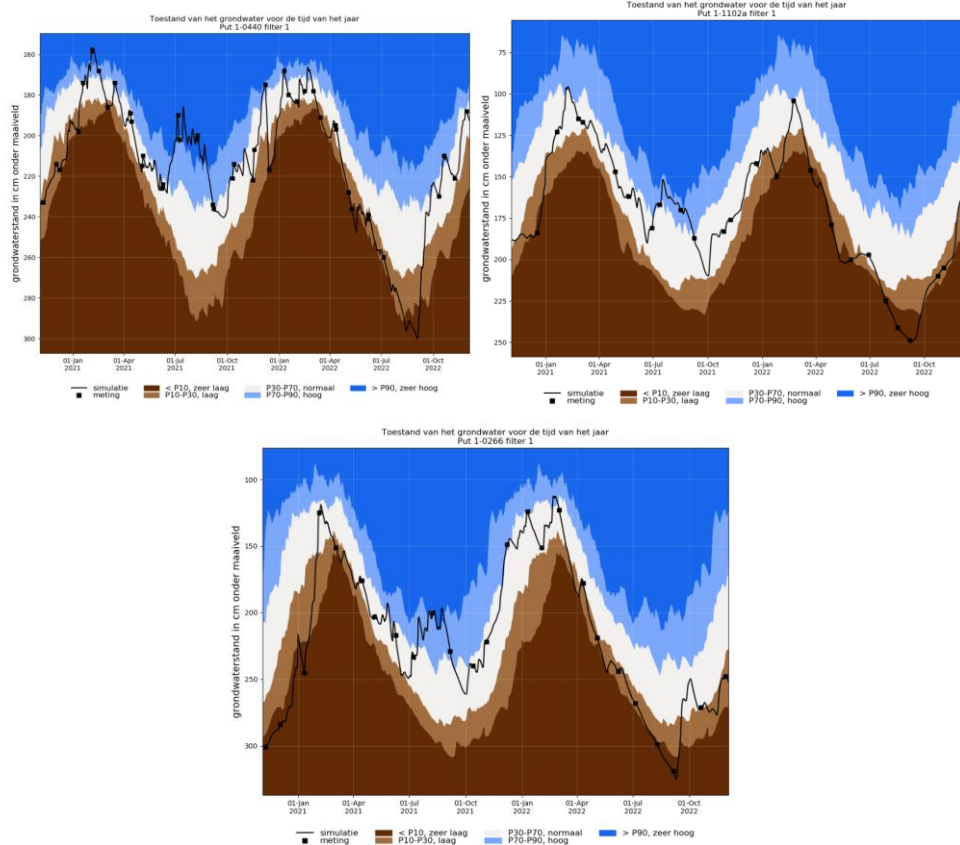 Toestand van het grondwater voor de tijd van het jaar
Put 1-0440 filter 1
grondwaterstand in cm onder maaiveld
160
180
200
220
240
260
280
300
01-Jan 2021
01-Apr 2021
01-Jul 2021
01-Oct 2021
01-Jan 2022
01-Apr 2022
01-Jul 2022
01-Oct 2022
simulatie
meting
< P10, zeer laag
P10-P30, laag
P30-P70, normaal
P70-P90, hoog
> P90, zeer hoog
Toestand van het grondwater voor de tijd van het jaar
Put 1-1102a filter 1
grondwaterstand in cm onder maaiveld
75
100
125
150
175
200
225
250
01-Jan 2021
01-Apr 2021
01-Jul 2021
01-Oct 2021
01-Jan 2022
01-Apr 2022
01-Jul 2022
01-Oct 2022
simulatie
meting
< P10, zeer laag
P10-P30, laag
P30-P70, normaal
P70-P90, hoog
> P90, zeer hoog
Toestand van het grondwater voor de tijd van het jaar
Put 1-0266 filter 1
grondwaterstand in cm onder maaiveld
100
150
200
250
300
01-Jan 2021
01-Apr 2021
01-Jul 2021
01-Oct 2021
01-Jan 2022
01-Apr 2022
01-Jul 2022
01-Oct 2022
simulatie
meting
< P10, zeer laag
P10-P30, laag
P30-P70, normaal
P70-P90, hoog
> P90, zeer hoog